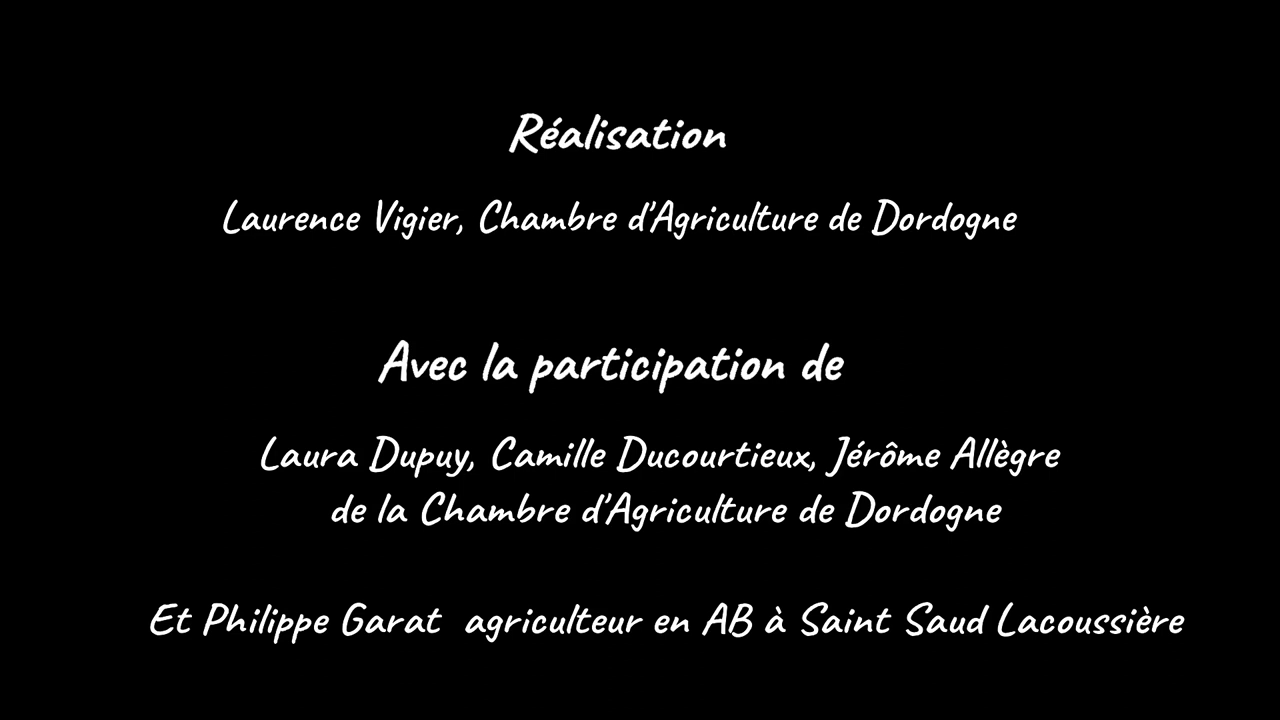 Réalisation
Laurence Vigier, Chambre d'Agriculture de Dordogne
Avec la participation de
Laura Dupuy, Camille Ducourtieux, Jérôme Allègre
de la Chambre d'Agriculture de Dordogne
Et Philippe Garat agriculteur en AB à Saint Saud Lacoussière